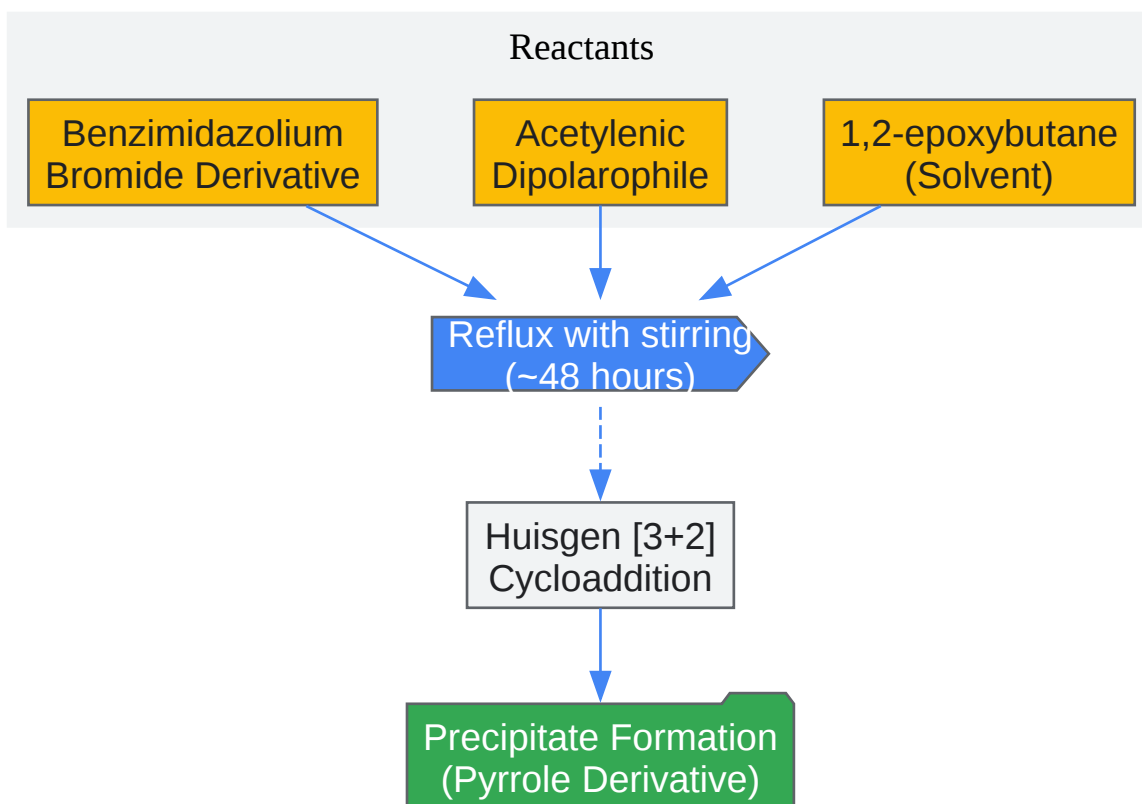 Reactants
Benzimidazolium
Bromide Derivative
Acetylenic
Dipolarophile
1,2-epoxybutane
(Solvent)
Reflux with stirring
(~48 hours)
Huisgen [3+2]
Cycloaddition
Precipitate Formation
(Pyrrole Derivative)